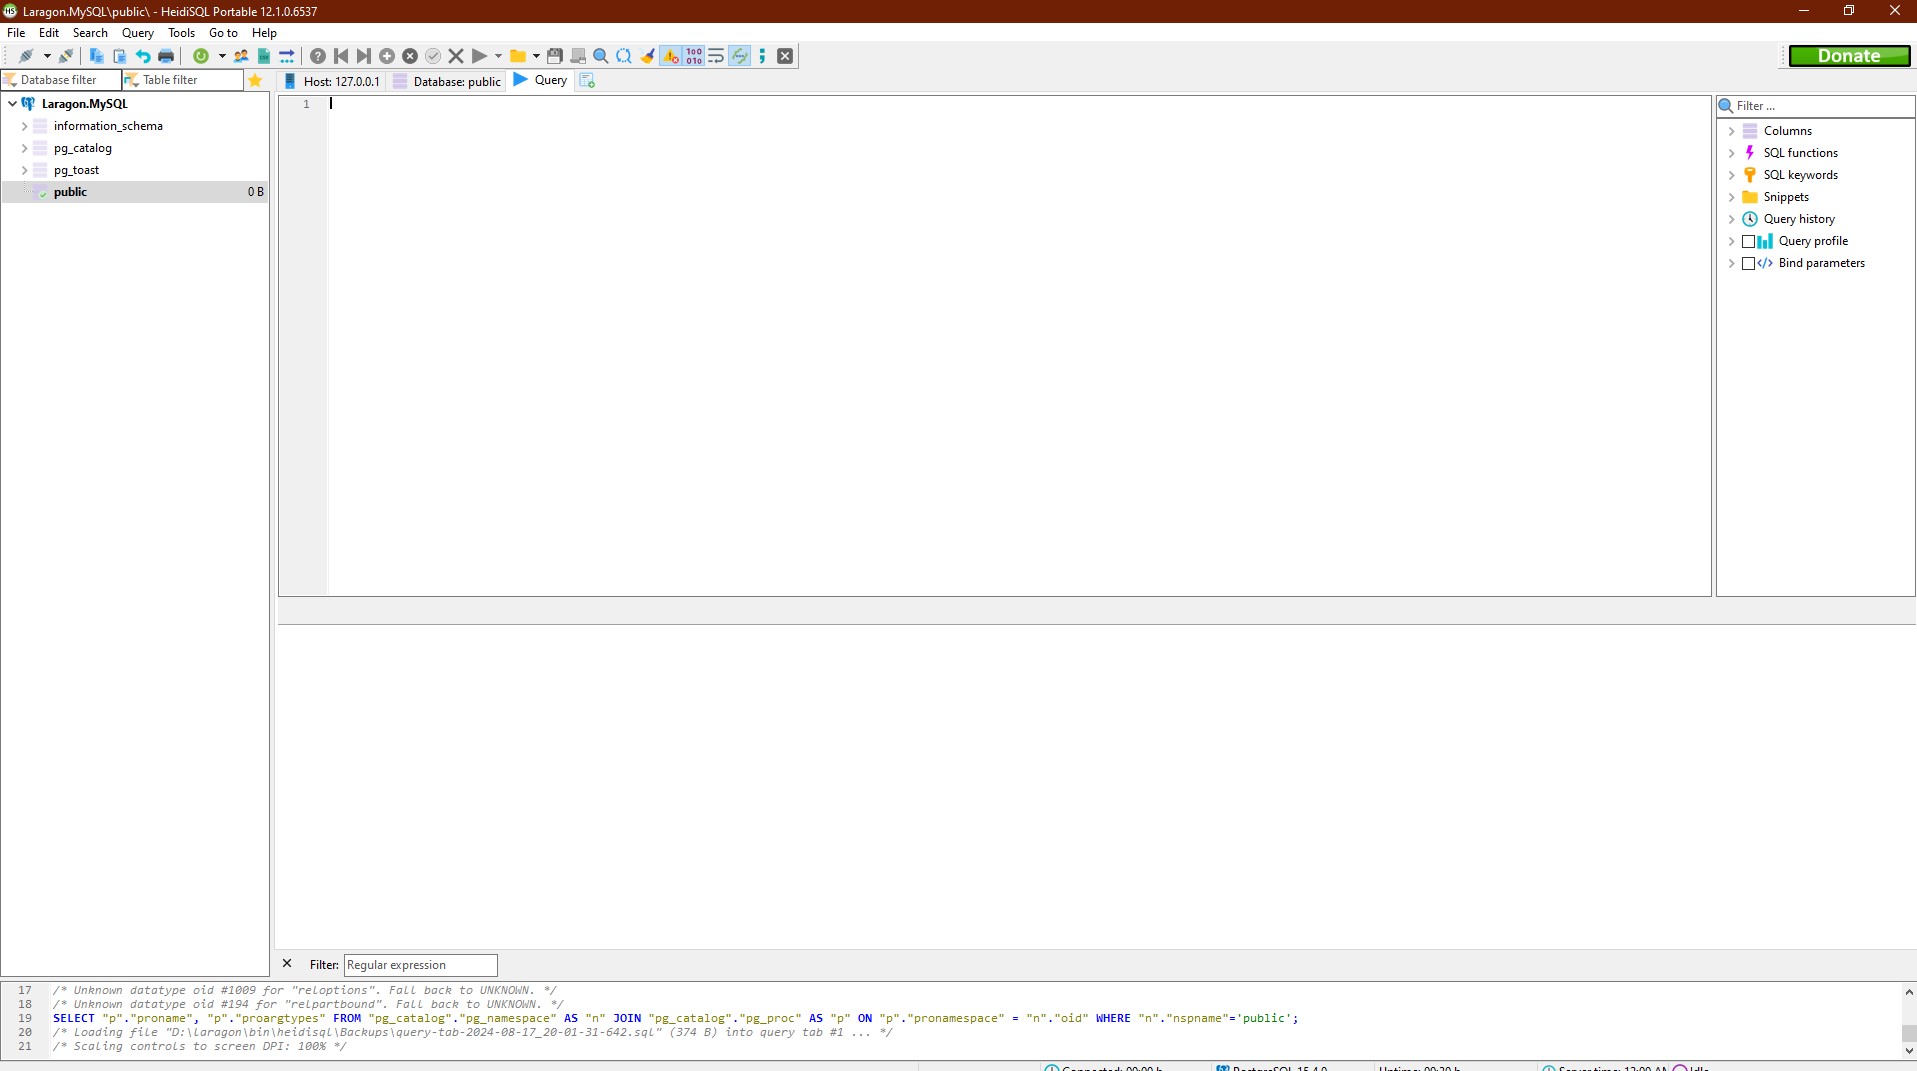 Laragon.MySQL\public\ - HeidiSQL Portable 12.1.0.6537
File Edit Search Query Tools Go to Help
Donate
Database filter Table filter Host: 127.0.0.1 Database: public Query
Laragon.MySQL
information_schema
pg_catalog
pg_toast
public 0 B
1
Filter ...
Columns
SQL functions
SQL keywords
Snippets
Query history
Query profile
Bind parameters
Filter: Regular expression
17 /* Unknown datatype oid #1009 for "reloptions". Fall back to UNKNOWN. */
18 /* Unknown datatype oid #194 for "relpartbound". Fall back to UNKNOWN. */
19 SELECT "p"."proname", "p"."proargtypes" FROM "pg_catalog"."pg_namespace" AS "n" JOIN "pg_catalog"."pg_proc" AS "p" ON "p"."pronamespace" = "n"."oid" WHERE "n"."nspname"='public';
20 /* Loading file "D:\laragon\bin\heidisql\Backups\query-tab-2024-08-17_20-01-31-642.sql" (374 B) into query tab #1 ... */
21 /* Scaling controls to screen DPI: 100% */